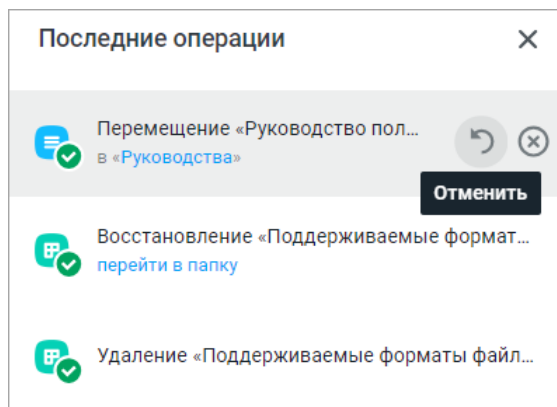 Последние операции
Перемещение «Руководство пол...
в «Руководства»
Отменить
Восстановление «Поддерживаемые формат...
перейти в папку
Удаление «Поддерживаемые форматы файл...